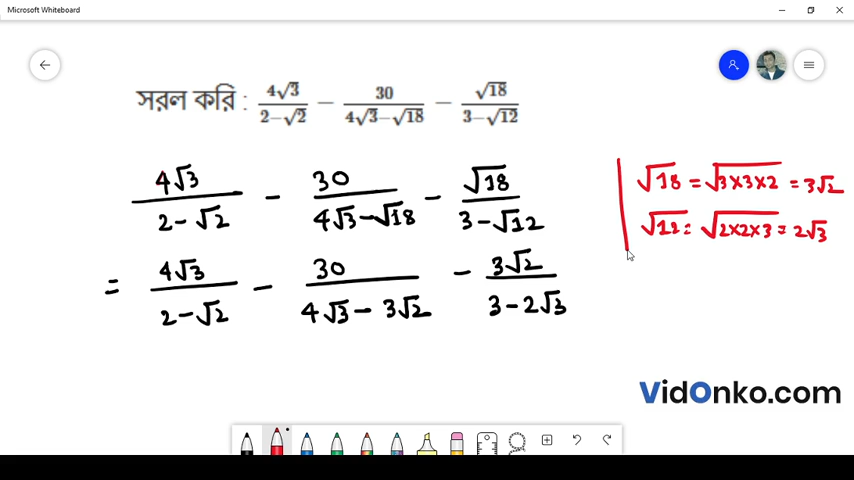 Microsoft Whiteboard
সরল করি : 4√3/(2−√2) − 30/(4√3−√18) − √18/(3−√12)
4√3/(2−√2) − 30/(4√3−√18) − √18/(3−√12)
= 4√3/(2−√2) − 30/(4√3−3√2) − 3√2/(3−2√3)
√18 = √3×3×2 = 3√2
√12 = √2×2×3 = 2√3
VidOnko.com